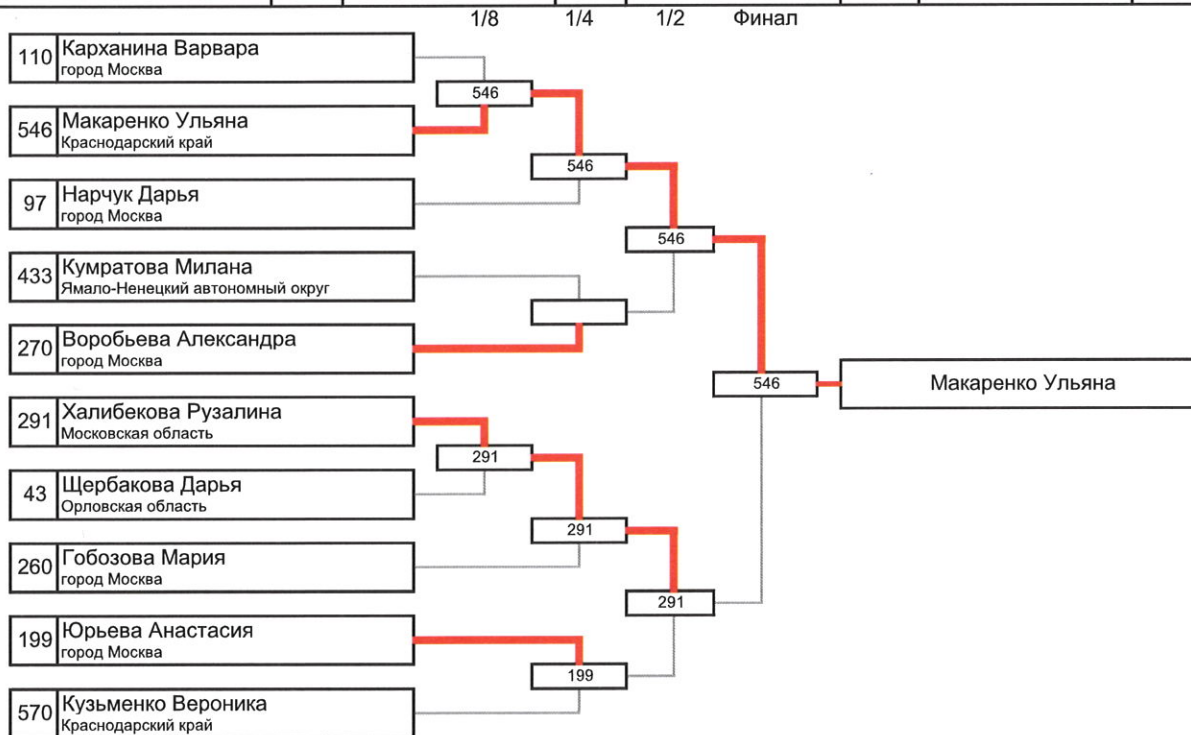 1/8 1/4 1/2 Финал
110 Карханина Варвара
город Москва
546
546 Макаренко Ульяна
Краснодарский край
546
97 Нарчук Дарья
город Москва
546
433 Кумратова Милана
Ямало-Ненецкий автономный округ
270 Воробьева Александра
город Москва
546 Макаренко Ульяна
291 Халибекова Рузалина
Московская область
291
43 Щербакова Дарья
Орловская область
291
260 Гобозова Мария
город Москва
291
199 Юрьева Анастасия
город Москва
199
570 Кузьменко Вероника
Краснодарский край